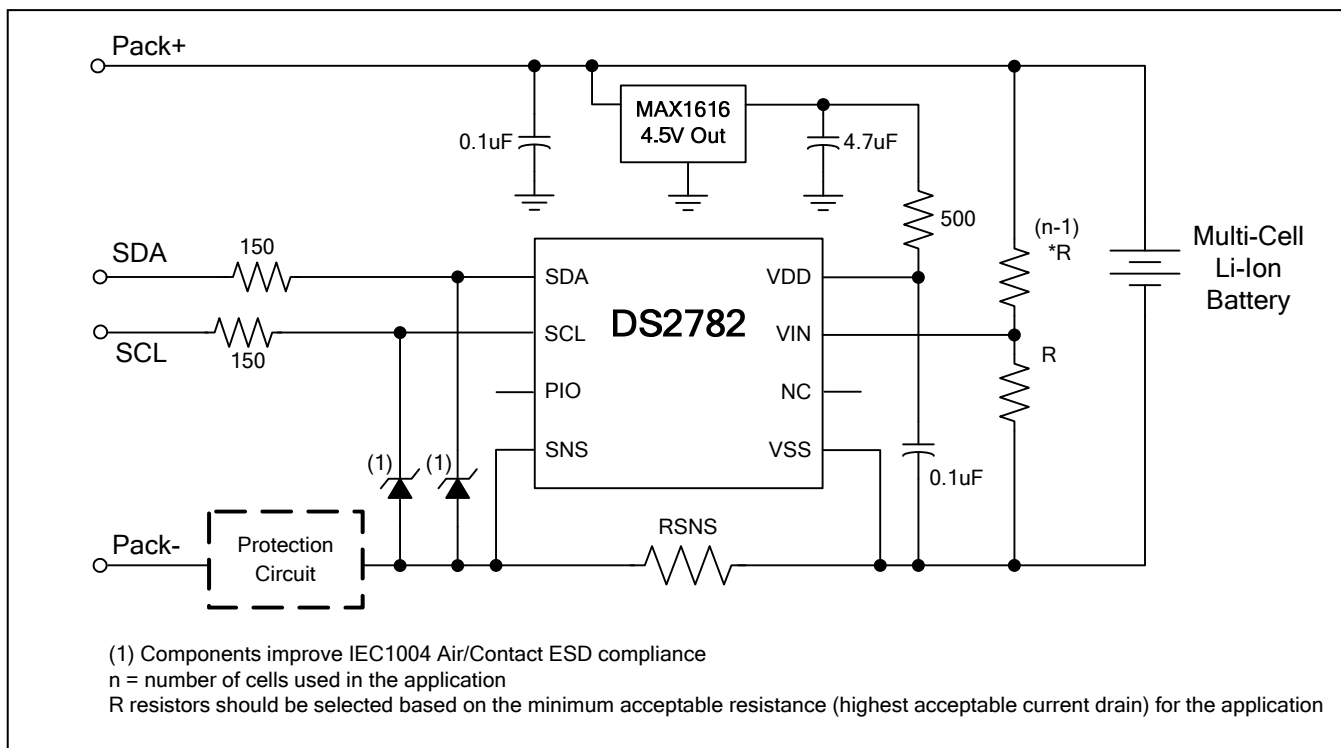 Pack+
MAX1616
4.5V Out
0.1uF
4.7uF
500
(n-1)
*R
Multi-Cell
Li-Ion
Battery
SDA
150
SDA
VDD
DS2782
SCL
150
SCL
VIN
R
PIO
NC
SNS
VSS
(1)
(1)
0.1uF
RSNS
Pack-
Protection
Circuit
(1) Components improve IEC1004 Air/Contact ESD compliance
n = number of cells used in the application
R resistors should be selected based on the minimum acceptable resistance (highest acceptable current drain) for the application